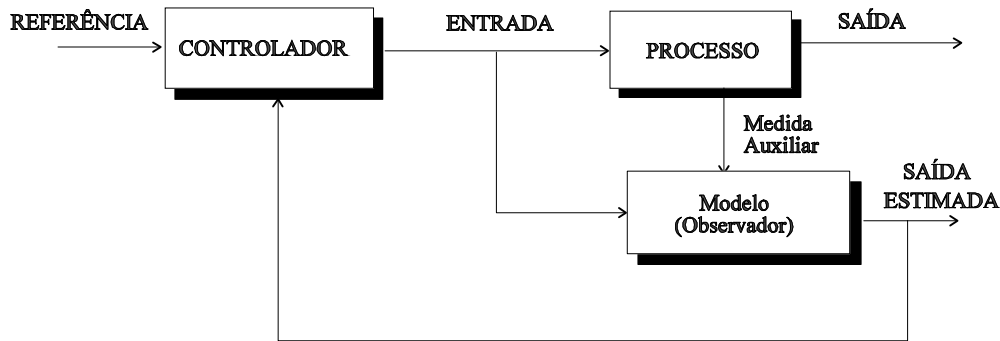 REFERÊNCIA
CONTROLADOR
ENTRADA
PROCESSO
SAÍDA
Medida
Auxiliar
Modelo
(Observador)
SAÍDA
ESTIMADA